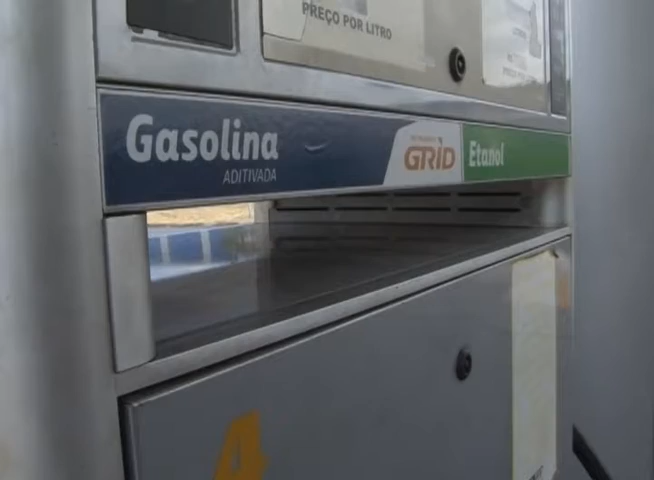 PREÇO POR LITRO
Gasolina
ADITIVADA
GRID
Etanol
4